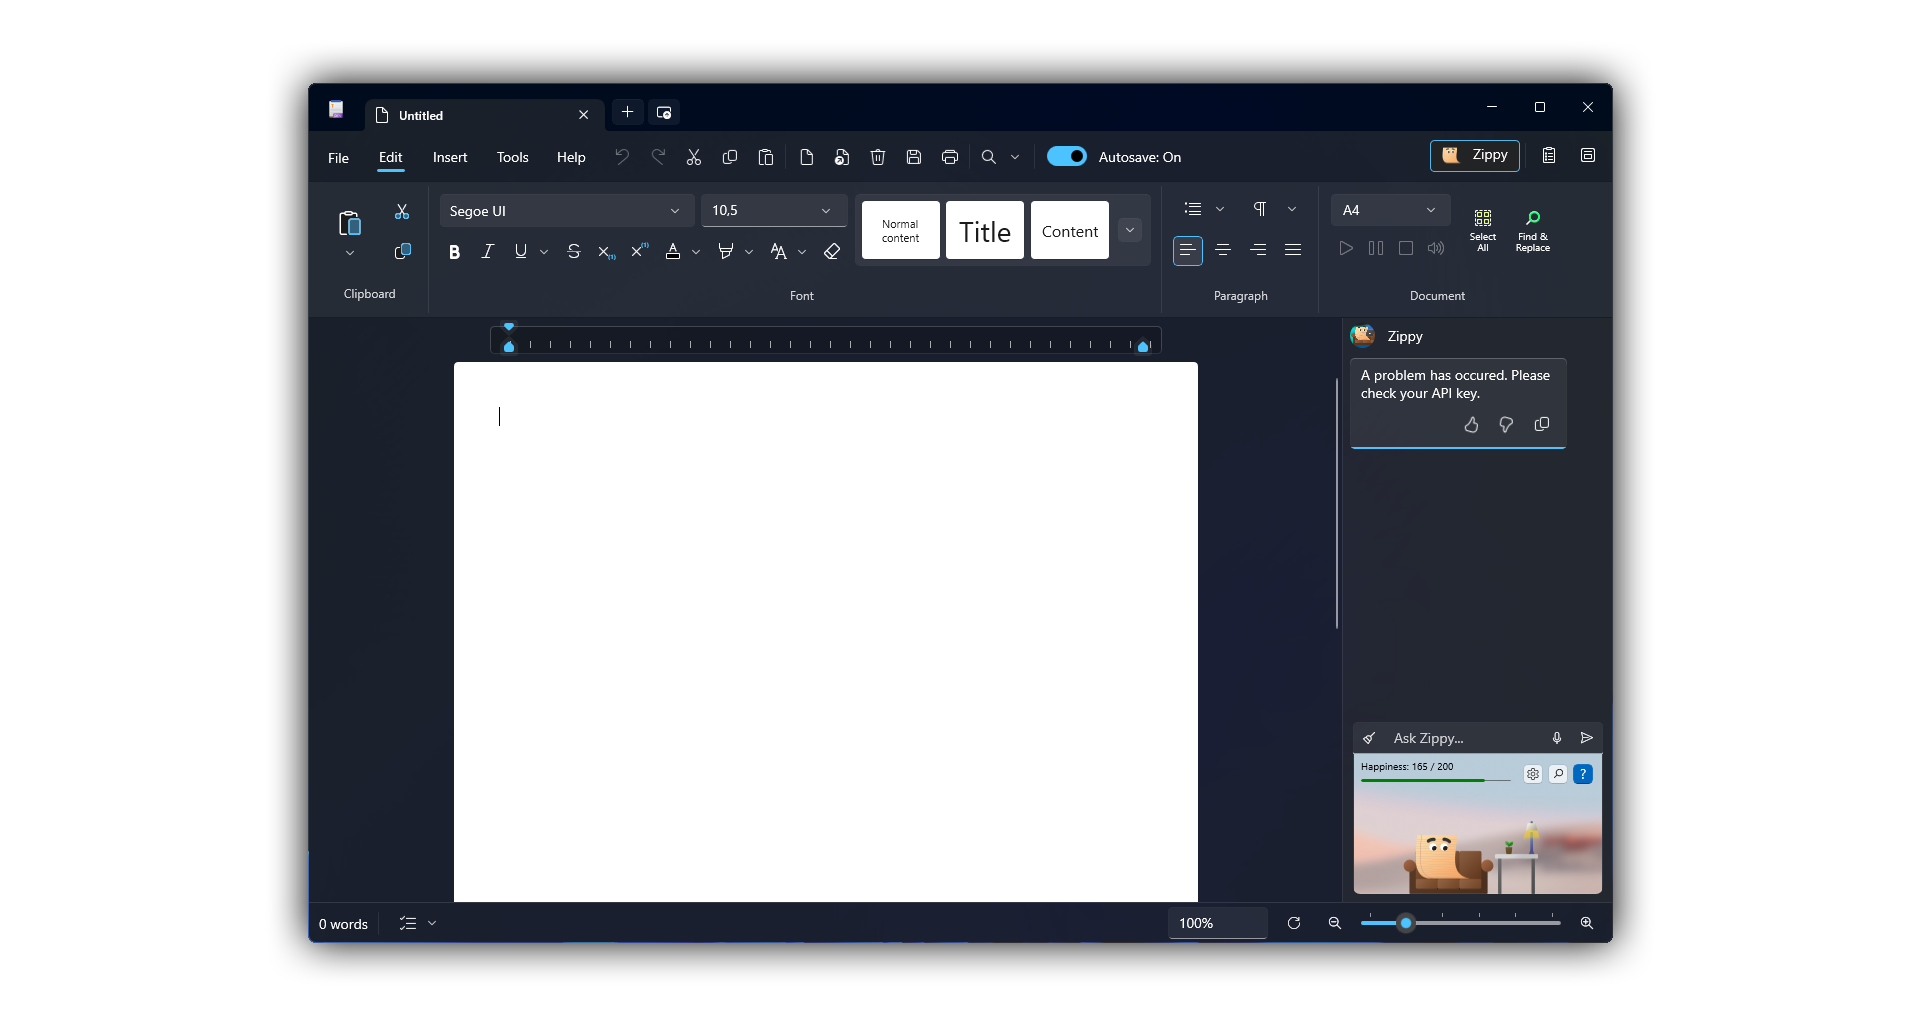 Untitled
File
Edit
Insert
Tools
Help
Autosave: On
Zippy
Segoe UI
10,5
Normal
content
Title
Content
A4
Select
All
Find &
Replace
Clipboard
Font
Paragraph
Document
Zippy
A problem has occured. Please
check your API key.
Ask Zippy...
Happiness: 165 / 200
?
0 words
100%